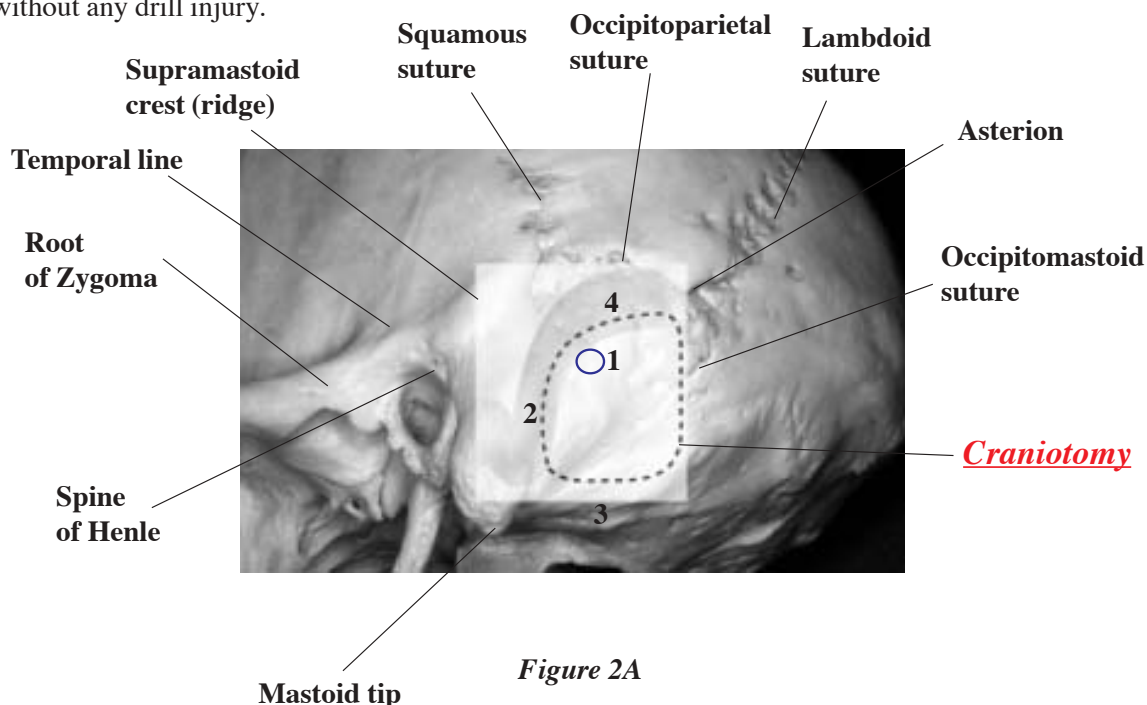 without any drill injury.
Squamous
suture
Occipitoparietal
suture
Lambdoid
suture
Supramastoid
crest (ridge)
Asterion
Temporal line
Root
of Zygoma
Occipitomastoid
suture
4
1
2
Craniotomy
Spine
of Henle
3
Figure 2A
Mastoid tip